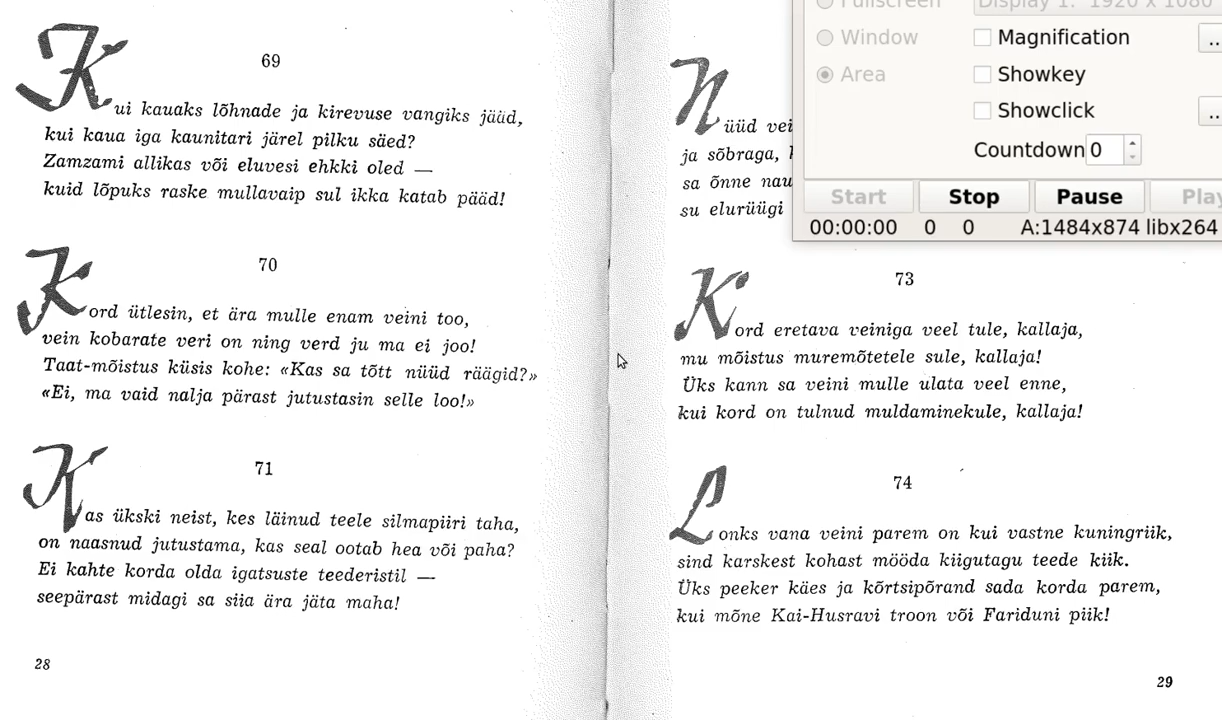 69
Kui kauaks lõhnade ja kirevuse vangiks jääd,
kui kaua iga kaunitari järel pilku säed?
Zamzami allikas või eluvesi ehkki oled —
kuid lõpuks raske mullavaip sul ikka katab pääd!
70
Kord ütlesin, et ära mulle enam veini too,
vein kobarate veri on ning verd ju ma ei joo!
Taat-mõistus küsis kohe: «Kas sa tõtt nüüd räägid?»
«Ei, ma vaid nalja pärast jutustasin selle loo!»
71
Kas ükski neist, kes läinud teele silmapiiri taha,
on naasnud jutustama, kas seal ootab hea või paha?
Ei kahte korda olda igatsuste teederistil —
seepärast midagi sa siia ära jäta maha!
28
Nüüd vei
ja sõbraga,
sa õnne nau
su elurüügi
73
Kord eretava veiniga veel tule, kallaja,
mu mõistus muremõtetele sule, kallaja!
Üks kann sa veini mulle ulata veel enne,
kui kord on tulnud muldaminekule, kallaja!
74
Lonks vana veini parem on kui vastne kuningriik,
sind karskest kohast mööda kiigutagu teede kiik.
Üks peeker käes ja kõrtsipõrand sada korda parem,
kui mõne Kai-Husravi troon või Fariduni piik!
29
Fullscreen Display 1: 1920 x 1080
Window Magnification ..
Area Showkey
Showclick ..
Countdown 0
Start Stop Pause Play
00:00:00 0 0 A:1484x874 libx264